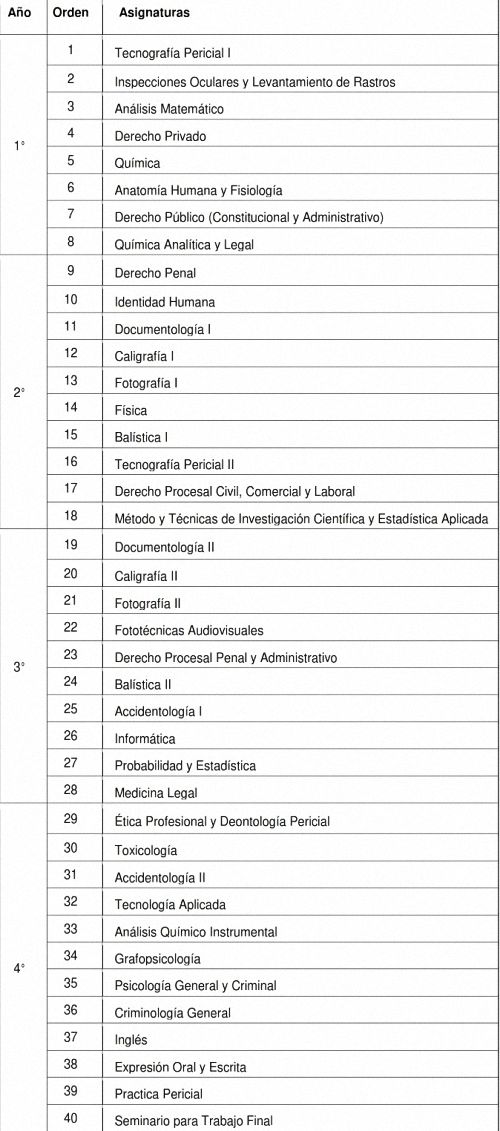 Año Orden Asignaturas
1° 1 Tecnografía Pericial I
2 Inspecciones Oculares y Levantamiento de Rastros
3 Análisis Matemático
4 Derecho Privado
5 Química
6 Anatomía Humana y Fisiología
7 Derecho Público (Constitucional y Administrativo)
8 Química Analítica y Legal
2° 9 Derecho Penal
10 Identidad Humana
11 Documentología I
12 Caligrafía I
13 Fotografía I
14 Física
15 Balística I
16 Tecnografía Pericial II
17 Derecho Procesal Civil, Comercial y Laboral
18 Método y Técnicas de Investigación Científica y Estadística Aplicada
3° 19 Documentología II
20 Caligrafía II
21 Fotografía II
22 Fototécnicas Audiovisuales
23 Derecho Procesal Penal y Administrativo
24 Balística II
25 Accidentología I
26 Informática
27 Probabilidad y Estadística
28 Medicina Legal
4° 29 Ética Profesional y Deontología Pericial
30 Toxicología
31 Accidentología II
32 Tecnología Aplicada
33 Análisis Químico Instrumental
34 Grafopsicología
35 Psicología General y Criminal
36 Criminología General
37 Inglés
38 Expresión Oral y Escrita
39 Practica Pericial
40 Seminario para Trabajo Final